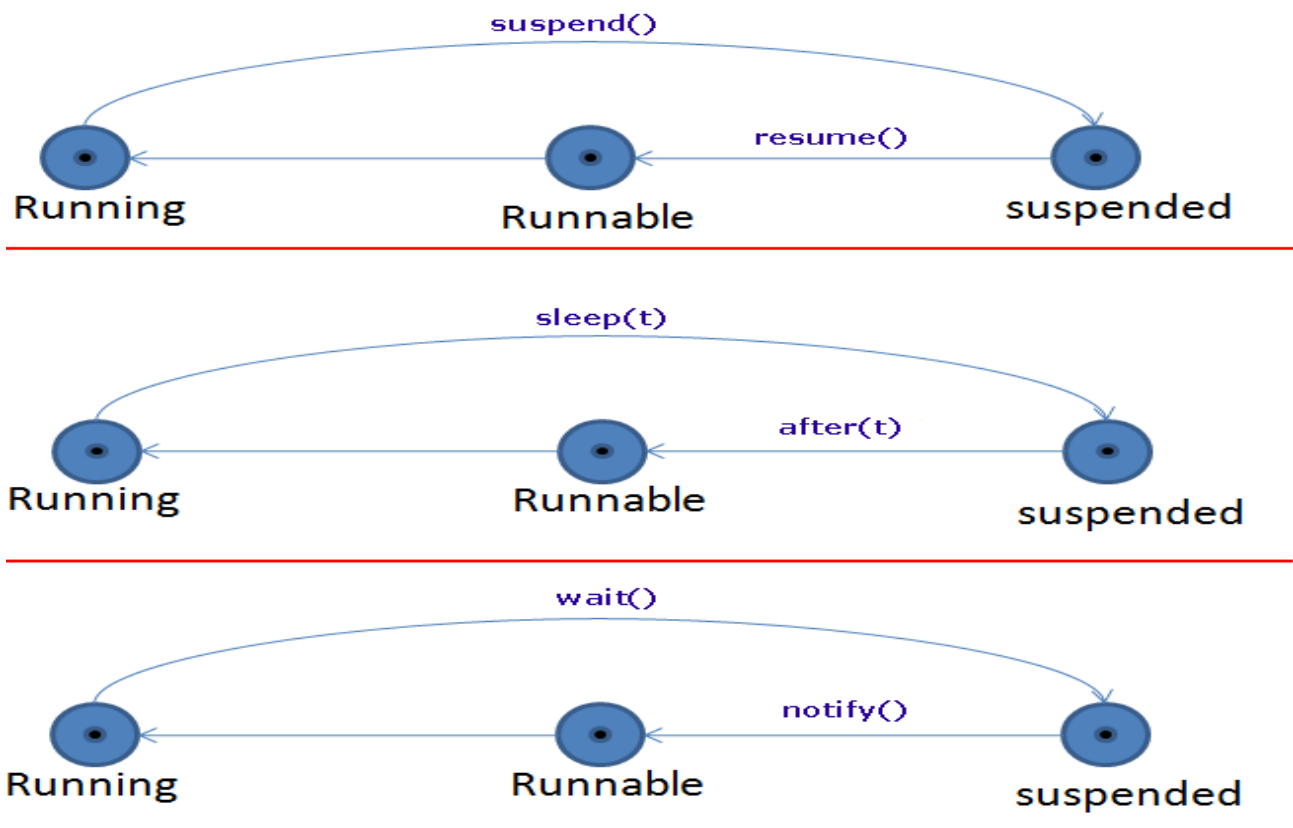 suspend()
resume()
Running
Runnable
suspended
sleep(t)
after(t)
Running
Runnable
suspended
wait()
notify()
Running
Runnable
suspended